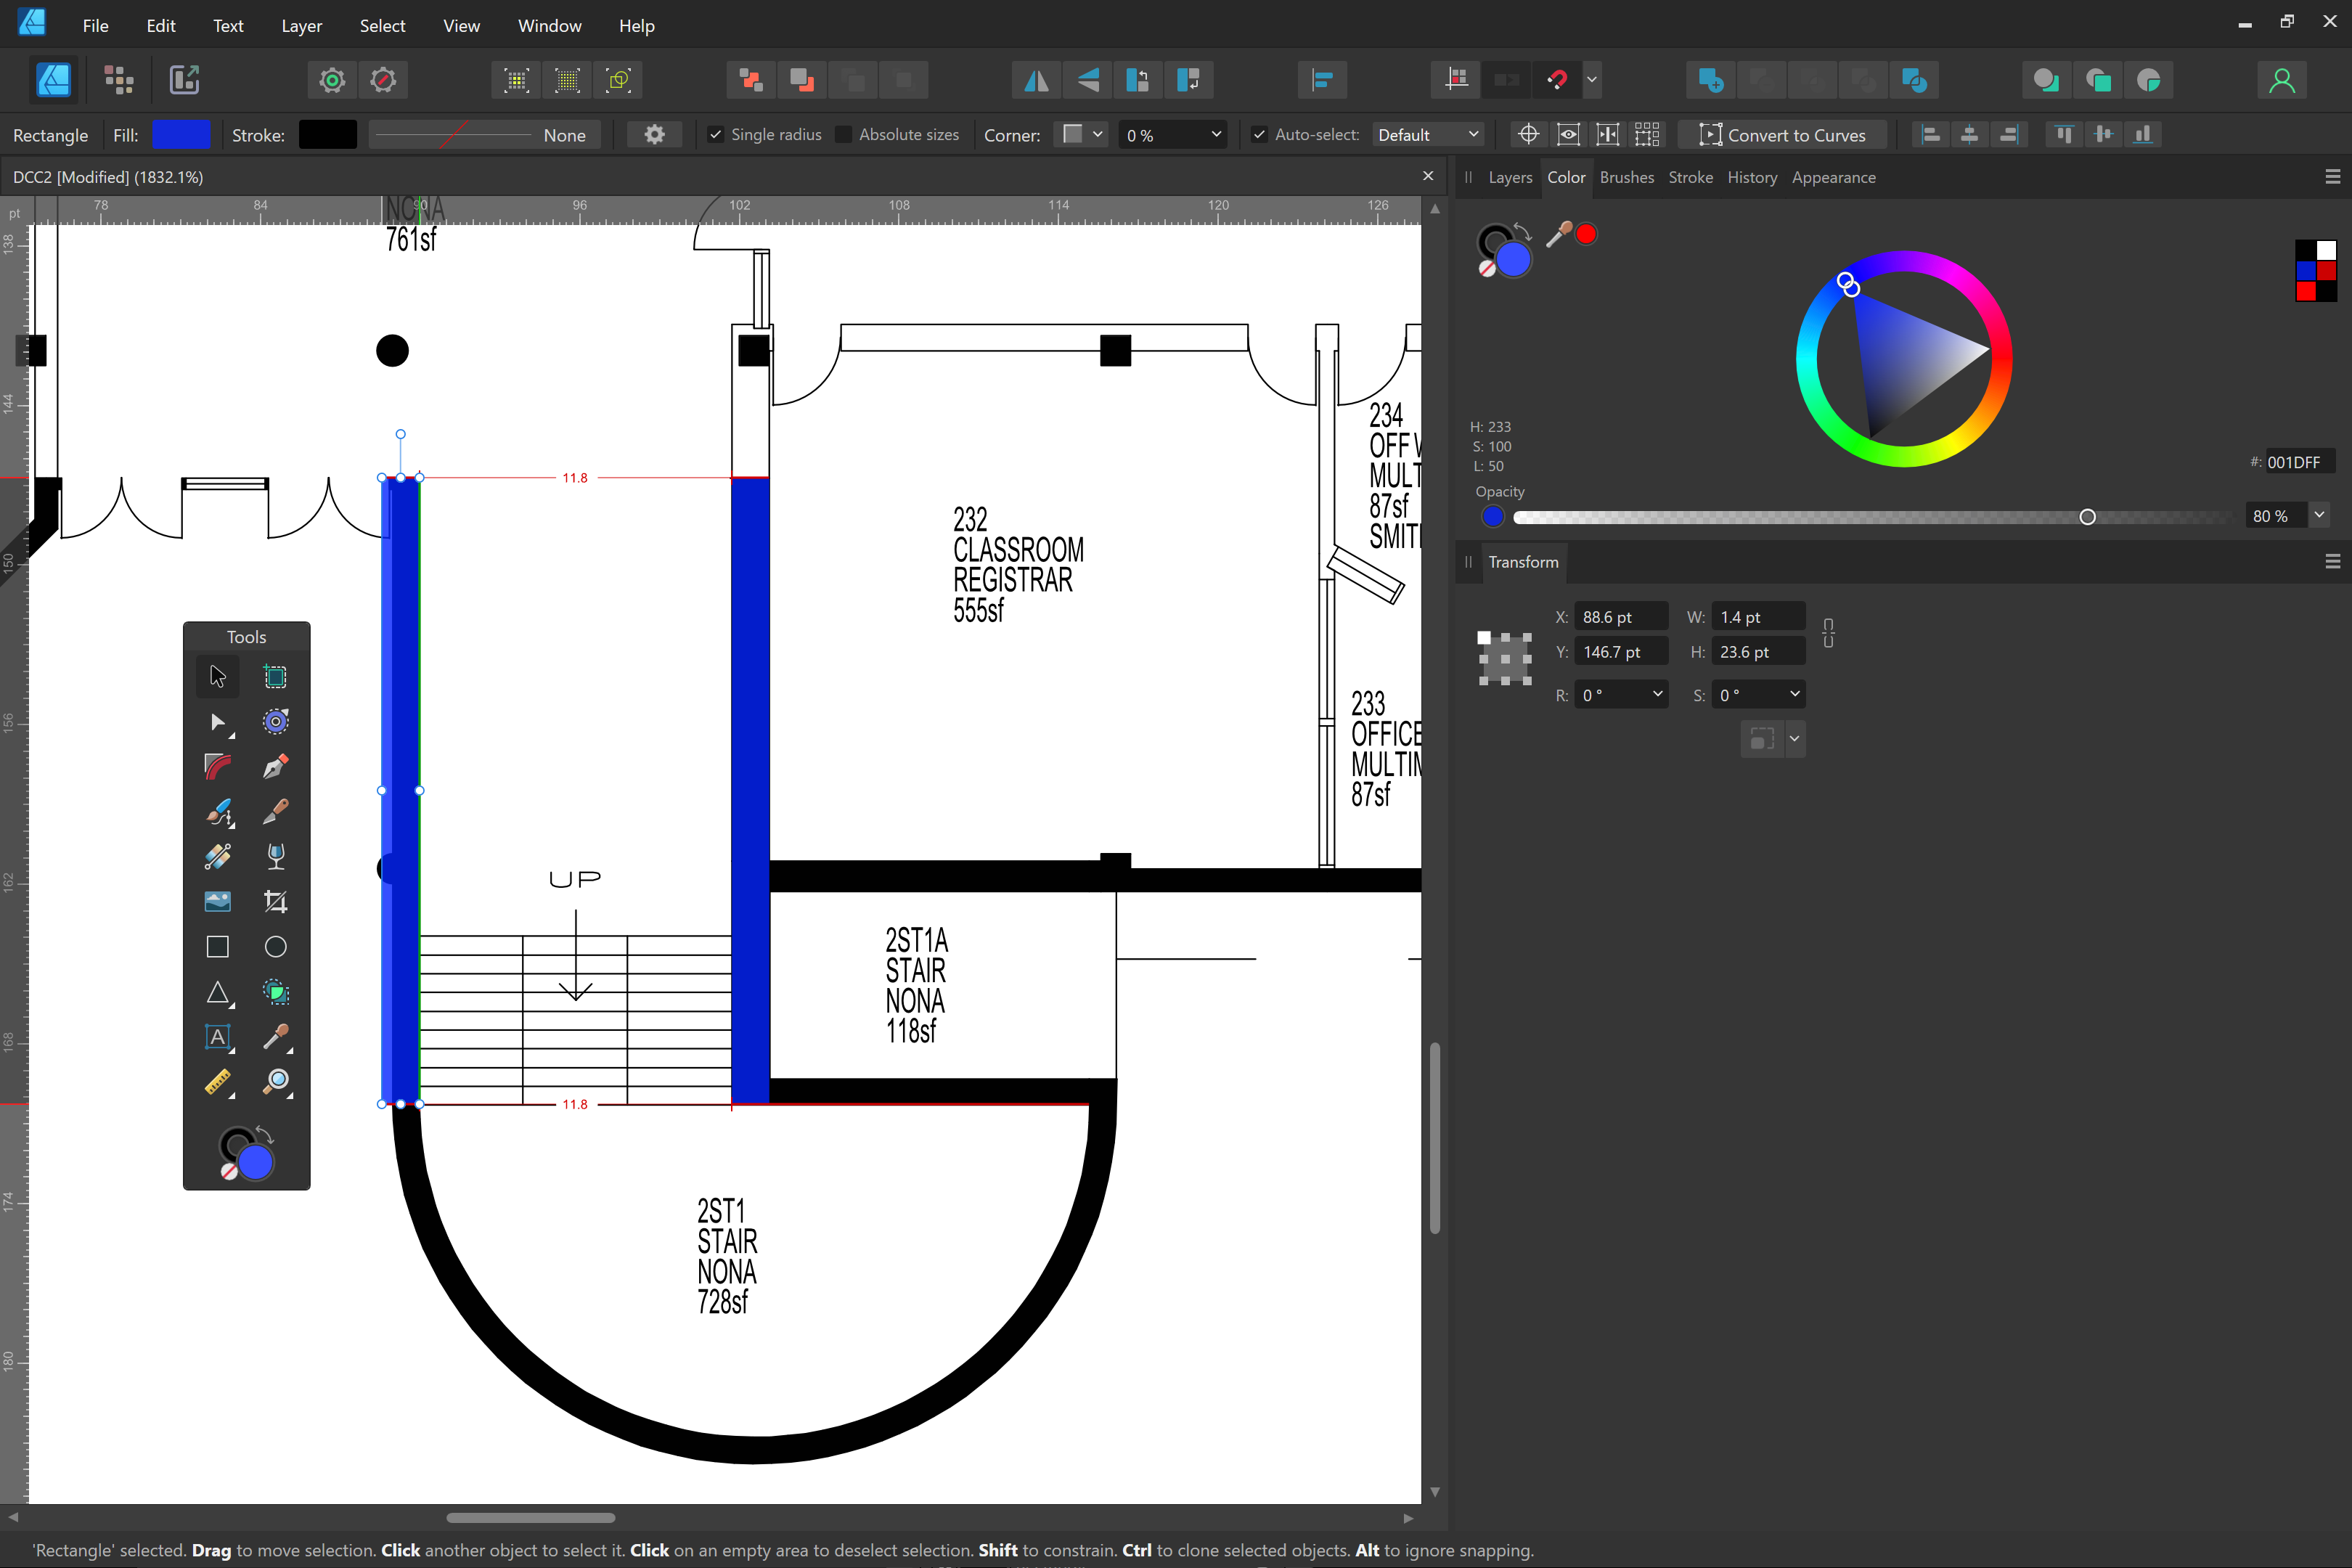 File Edit Text Layer Select View Window Help
Rectangle Fill: Stroke: None Single radius Absolute sizes Corner: 0 % Auto-select: Default Convert to Curves
DCC2 [Modified] (1832.1%)
Layers Color Brushes Stroke History Appearance
pt 78 84 90 96 102 108 114 120 126
138
144
150
156
162
168
174
180
NONA
761sf
11.8
232
CLASSROOM
REGISTRAR
555sf
234
OFF
MULT
87sf
SMIT
233
OFFICE
MULTI
87sf
UP
2ST1A
STAIR
NONA
118sf
11.8
2ST1
STAIR
NONA
728sf
Tools
A
H: 233
S: 100
L: 50
#: 001DFF
Opacity
80 %
Transform
X: 88.6 pt W: 1.4 pt
Y: 146.7 pt H: 23.6 pt
R: 0 ° S: 0 °
'Rectangle' selected. Drag to move selection. Click another object to select it. Click on an empty area to deselect selection. Shift to constrain. Ctrl to clone selected objects. Alt to ignore snapping.